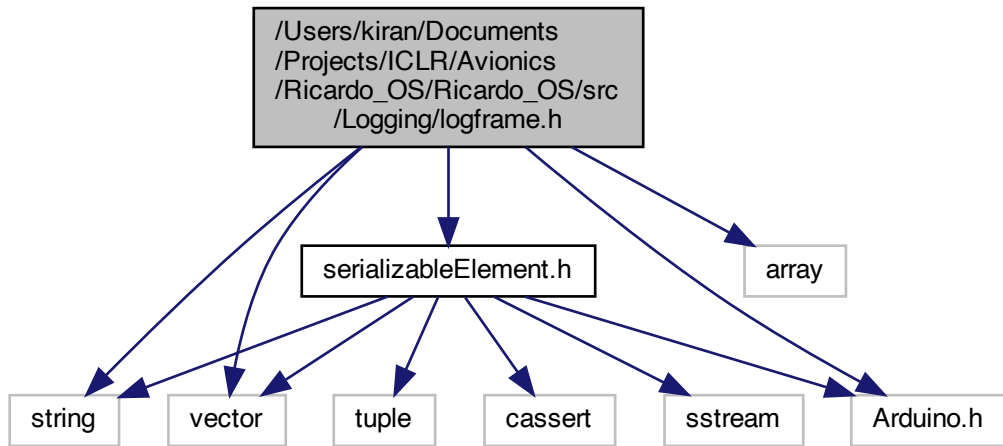 /Users/kiran/Documents
/Projects/ICLR/Avionics
/Ricardo_OS/Ricardo_OS/src
/Logging/logframe.h
serializableElement.h
array
string
vector
tuple
cassert
sstream
Arduino.h